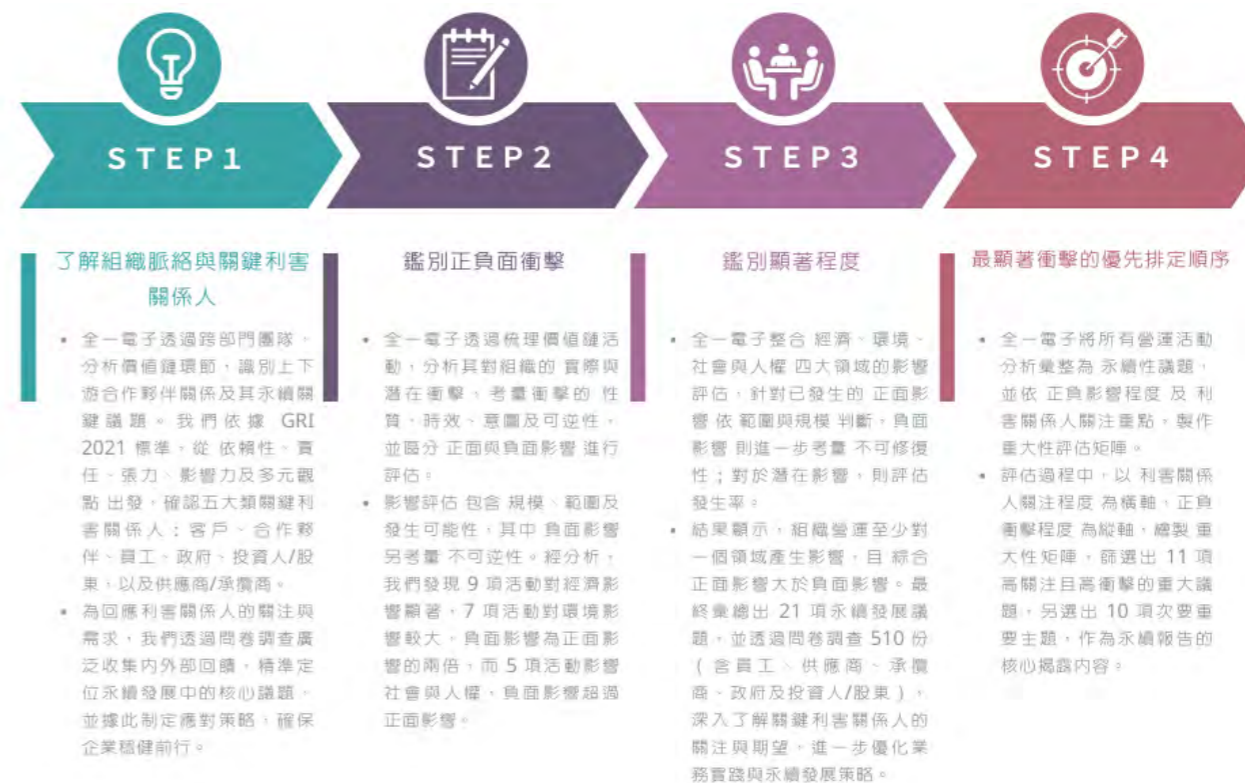 STEP1
STEP2
STEP3
STEP4
了解組織脈絡與關鍵利害
關係人
• 全一電子透過跨部門團隊，
分析價值鏈環節，識別上下
游合作夥伴關係及其永續關
鍵議題。我們依據 GRI
2021 標準，從 依賴性、責
任、張力、影響力及多元觀
點 出發，確認五大類關鍵利
害關係人：客戶、合作夥
伴、員工、政府、投資人/股
東，以及供應商/承攬商。
• 為回應利害關係人的關注與
需求，我們透過問卷調查廣
泛收集內外部回饋，精準定
位永續發展中的核心議題，
並據此制定應對策略，確保
企業穩健前行。
鑑別正負面衝擊
• 全一電子透過梳理價值鏈活
動，分析其對組織的 實際與
潛在衝擊，考量衝擊的 性
質、時效、意圖及可逆性，
並區分 正面與負面影響 進行
評估。
• 影響評估 包含 規模、範圍及
發生可能性，其中 負面影響
另考量 不可逆性。經分析，
我們發現 9 項活動對經濟影
響顯著，7 項活動對環境影
響較大，負面影響為正面影
響的兩倍，而 5 項活動影響
社會與人權，負面影響超過
正面影響。
鑑別顯著程度
• 全一電子整合 經濟、環境、
社會與人權 四大領域的影響
評估，針對已發生的 正面影
響 依 範圍與規模 判斷，負面
影響 則進一步考量 不可修復
性；對於潛在影響，則評估
發生率。
• 結果顯示，組織營運至少對
一個領域產生影響，且 綜合
正面影響大於負面影響。最
終彙總出 21 項永續發展議
題，並透過問卷調查 510 份
（含員工、供應商、承攬
商、政府及投資人/股東），
深入了解關鍵利害關係人的
關注與期望，進一步優化業
務實踐與永續發展策略。
最顯著衝擊的優先排定順序
• 全一電子將所有營運活動
分析彙整為 永續性議題，
並依 正負影響程度 及 利
害關係人關注重點，製作
重大性評估矩陣。
• 評估過程中，以 利害關係
人關注程度 為橫軸，正負
衝擊程度 為縱軸，繪製 重
大性矩陣，篩選出 11 項
高關注且高衝擊的重大議
題，另選出 10 項次要重
要主題，作為永續報告的
核心揭露內容。